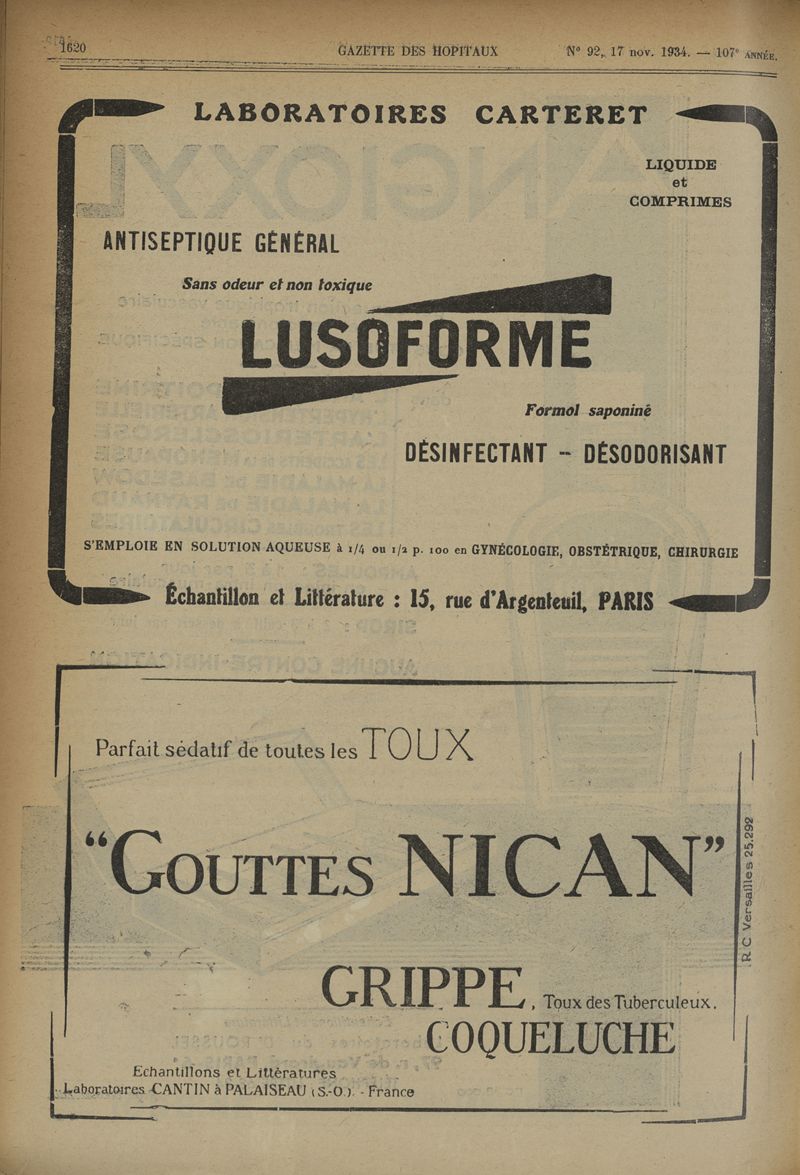 1620 GAZETTE DES HOPITAUX N° 92, 17 nov. 1934. — 107e ANNÉE.
LABORATOIRES CARTERET
LIQUIDE
et
COMPRIMES
ANTISEPTIQUE GÉNÉRAL
Sans odeur et non toxique
LUSOFORME
Formol saponiné
DÉSINFECTANT -- DÉSODORISANT
S'EMPLOIE EN SOLUTION AQUEUSE à 1/4 ou 1/2 p. 100 en GYNÉCOLOGIE, OBSTÉTRIQUE, CHIRURGIE
Échantillon et Littérature : 15, rue d'Argenteuil, PARIS
Parfait sédatif de toutes les TOUX
"GOUTTES NICAN"
R C Versailles 25.292
GRIPPE, Toux des Tuberculeux.
COQUELUCHE
Echantillons et Littératures
Laboratoires CANTIN à PALAISEAU (S.-O.). - France